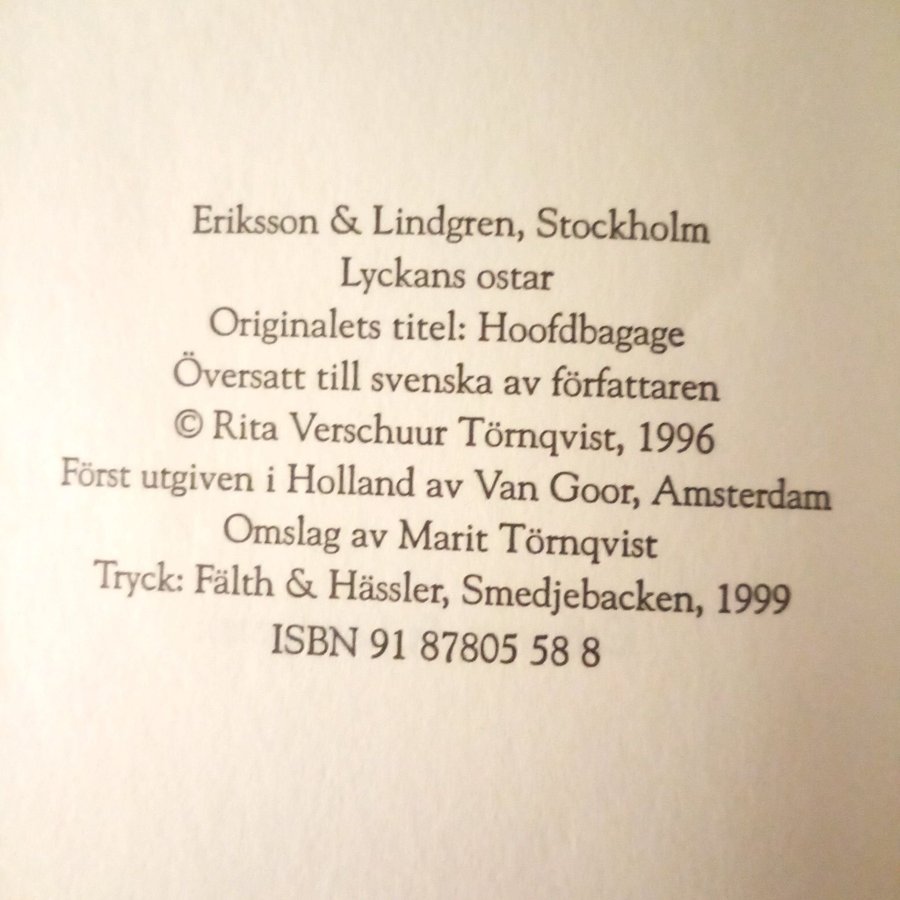 Eriksson & Lindgren, Stockholm
Lyckans ostar
Originalets titel: Hoofdbagage
Översatt till svenska av författaren
© Rita Verschuur Törnqvist, 1996
Först utgiven i Holland av Van Goor, Amsterdam
Omslag av Marit Törnqvist
Tryck: Fälth & Hässler, Smedjebacken, 1999
ISBN 91 87805 58 8